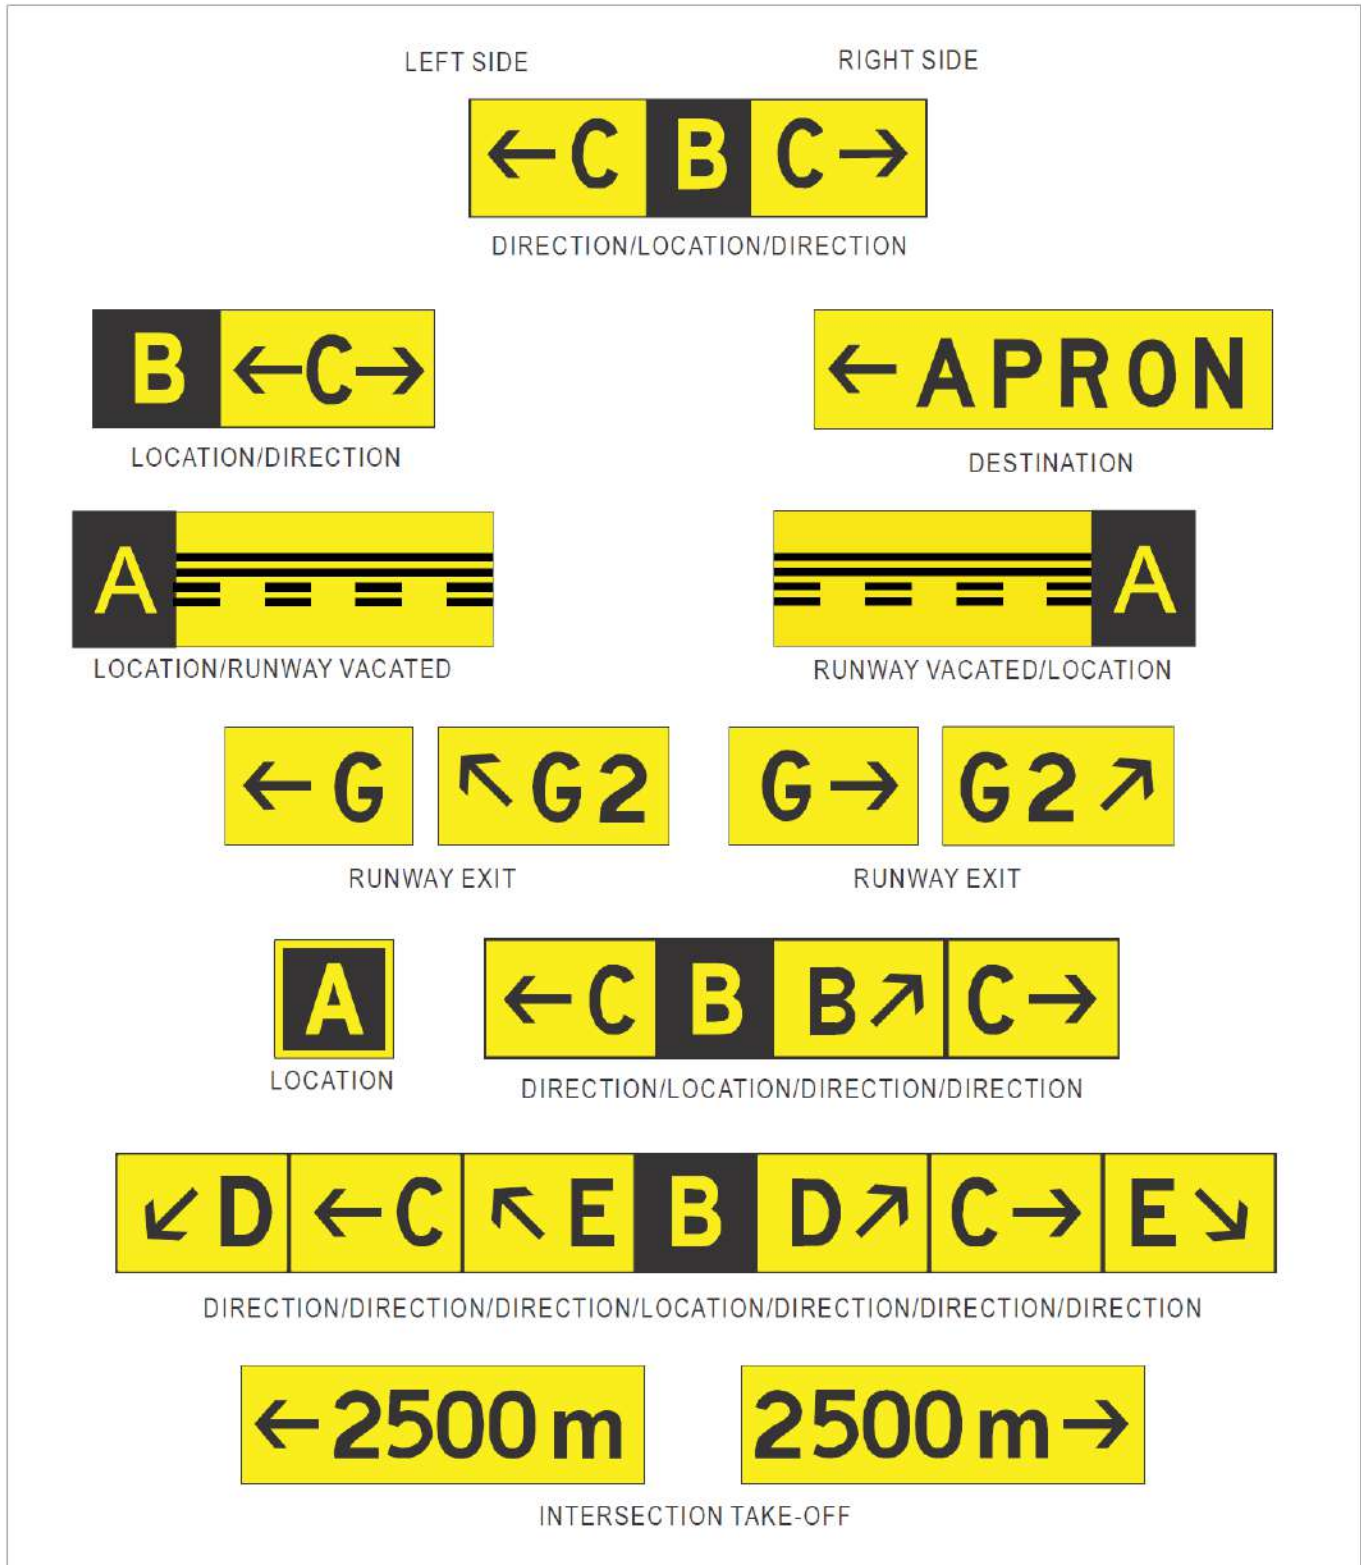 LEFT SIDE RIGHT SIDE
←C B C→
DIRECTION/LOCATION/DIRECTION
B ←C→ ←APRON
LOCATION/DIRECTION DESTINATION
A A
LOCATION/RUNWAY VACATED RUNWAY VACATED/LOCATION
←G ↖G2 G→ G2↗
RUNWAY EXIT RUNWAY EXIT
A ←C B B↗ C→
LOCATION DIRECTION/LOCATION/DIRECTION/DIRECTION
↙D ←C ↖E B D↗ C→ E↘
DIRECTION/DIRECTION/DIRECTION/LOCATION/DIRECTION/DIRECTION/DIRECTION
←2500m 2500m→
INTERSECTION TAKE-OFF